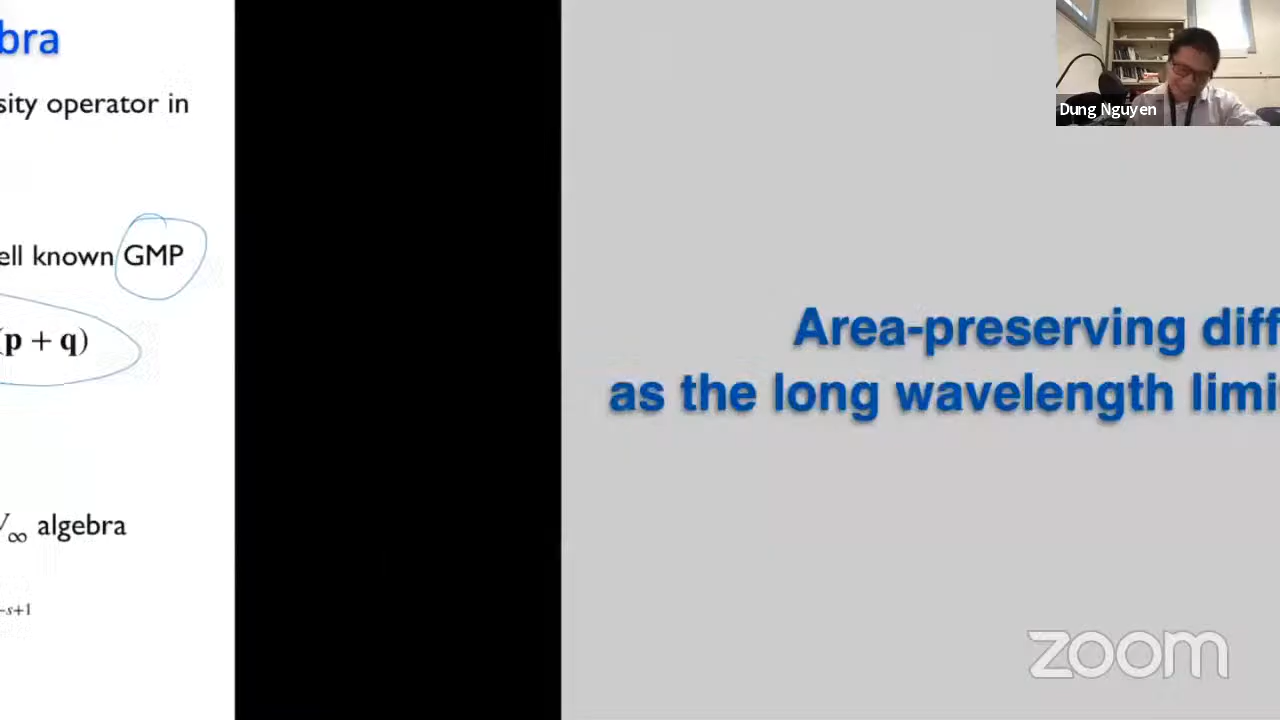 bra
sity operator in
ell known GMP
(p + q)
∞ algebra
-s+1
Area-preserving diff
as the long wavelength limi
Dung Nguyen
zoom